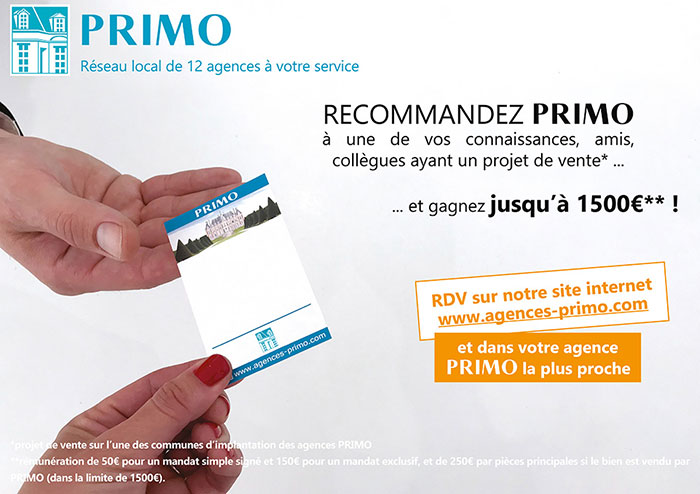 PRIMO
Réseau local de 12 agences à votre service
RECOMMANDEZ PRIMO
à une de vos connaissances, amis,
collègues ayant un projet de vente* ...
... et gagnez jusqu'à 1500€** !
PRIMO
www.agences-primo.com
RDV sur notre site internet
www.agences-primo.com
et dans votre agence
PRIMO la plus proche
*projet de vente sur l'une des communes d'implantation des agences PRIMO
**rémunération de 50€ pour un mandat simple signé et 150€ pour un mandat exclusif, et de 250€ par pièces principales si le bien est vendu par
PRIMO (dans la limite de 1500€).